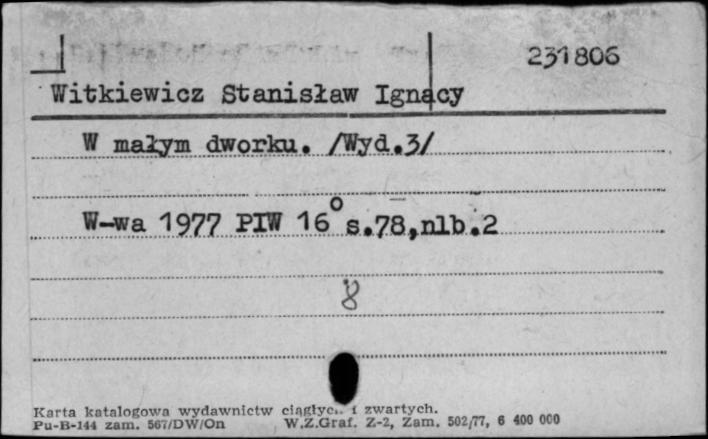 231806
Witkiewicz Stanisław Ignacy
W małym dworku. /Wyd.3/
W-wa 1977 PIW 16° s.78,nlb.2
8
Karta katalogowa wydawnictw ciągłych i zwartych.
Pu-B-144 zam. 567/DW/On W.Z.Graf. Z-2, Zam. 502/77, 6 400 000